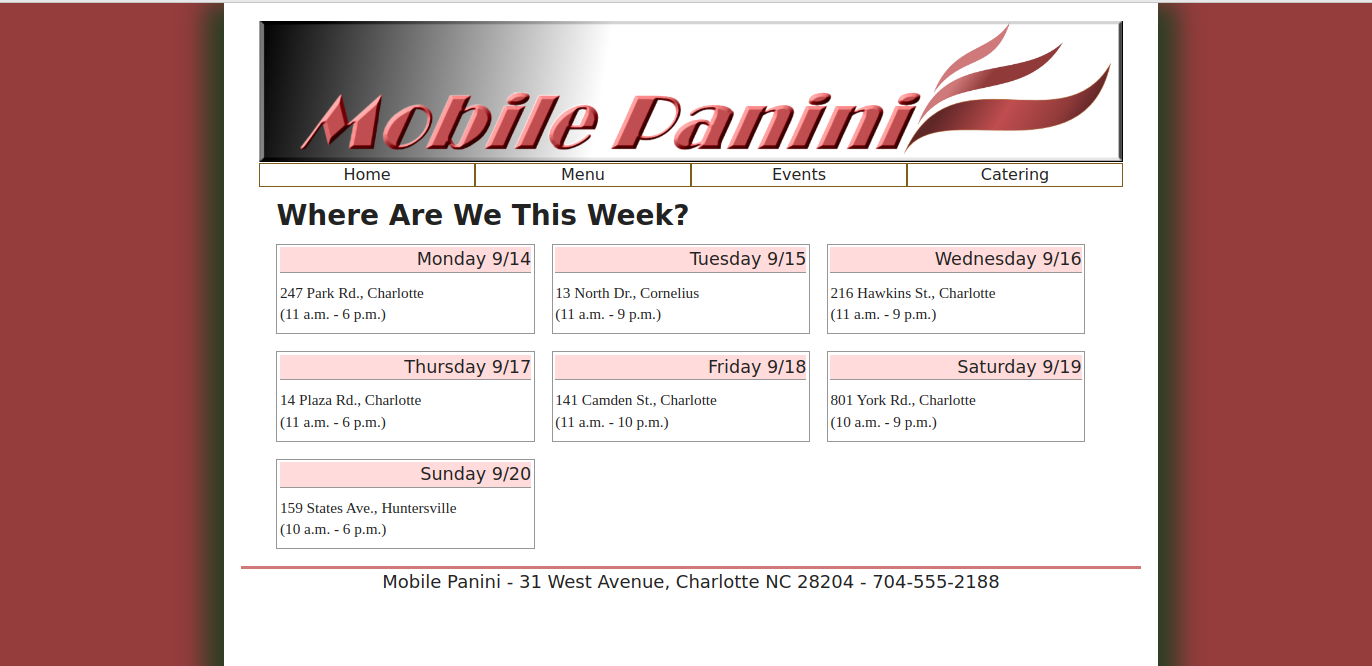 Mobile Panini
Home
Menu
Events
Catering
Where Are We This Week?
Monday 9/14
247 Park Rd., Charlotte
(11 a.m. - 6 p.m.)
Tuesday 9/15
13 North Dr., Cornelius
(11 a.m. - 9 p.m.)
Wednesday 9/16
216 Hawkins St., Charlotte
(11 a.m. - 9 p.m.)
Thursday 9/17
14 Plaza Rd., Charlotte
(11 a.m. - 6 p.m.)
Friday 9/18
141 Camden St., Charlotte
(11 a.m. - 10 p.m.)
Saturday 9/19
801 York Rd., Charlotte
(10 a.m. - 9 p.m.)
Sunday 9/20
159 States Ave., Huntersville
(10 a.m. - 6 p.m.)
Mobile Panini - 31 West Avenue, Charlotte NC 28204 - 704-555-2188